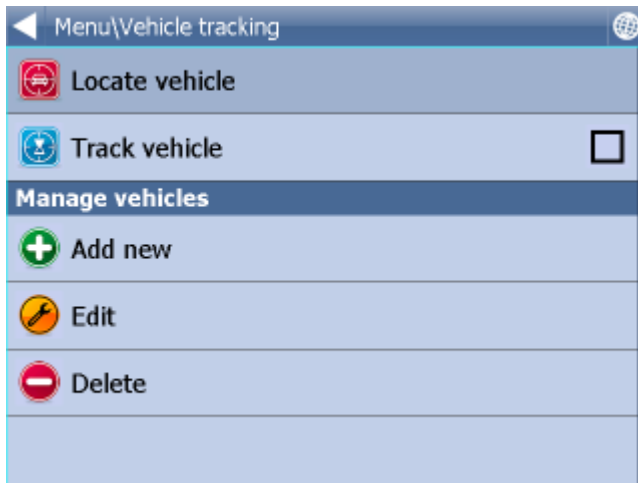 Menu\Vehicle tracking
Locate vehicle
Track vehicle
Manage vehicles
Add new
Edit
Delete